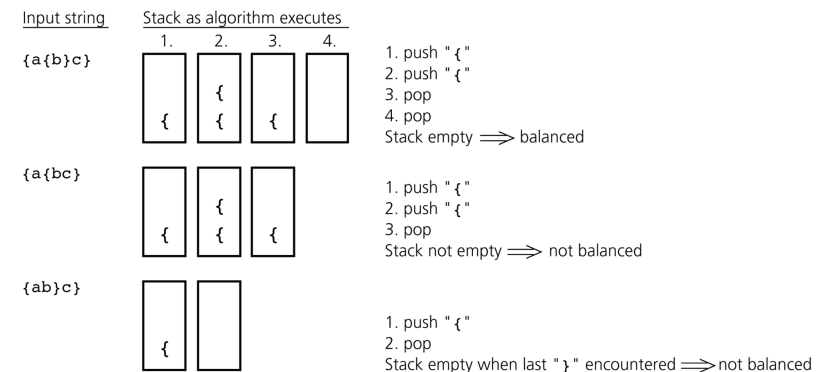 Input string Stack as algorithm executes
1. 2. 3. 4.
{a{b}c}
{
{ { {
1. push "{"
2. push "{"
3. pop
4. pop
Stack empty ⟹ balanced
{a{bc}
{
{ { {
1. push "{"
2. push "{"
3. pop
Stack not empty ⟹ not balanced
{ab}c}
{
1. push "{"
2. pop
Stack empty when last "}" encountered ⟹ not balanced